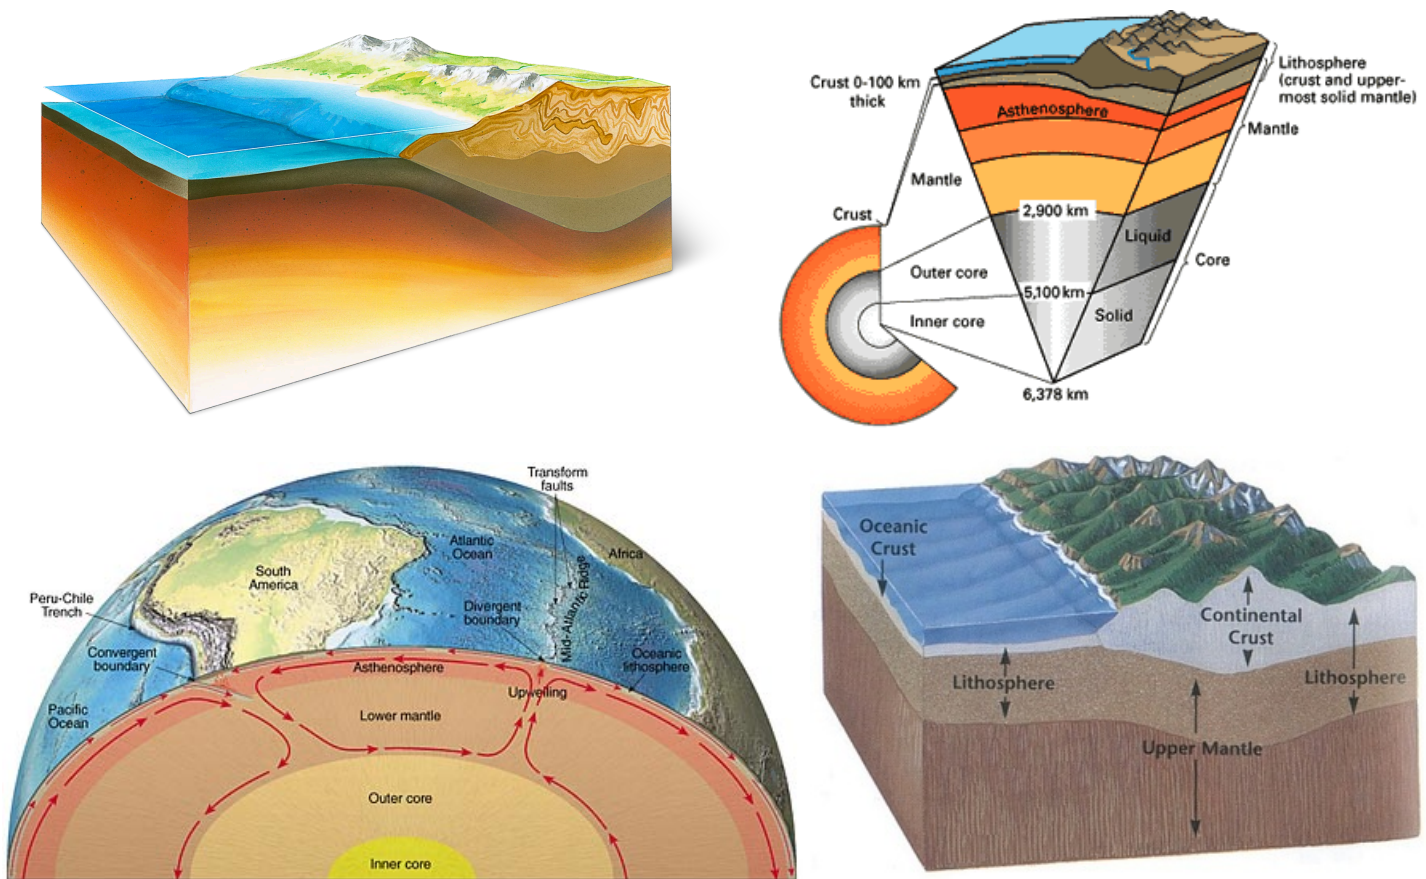 Crust 0-100 km
thick
Asthenosphere
Lithosphere
(crust and upper-
most solid mantle)
Mantle
Mantle
Crust
2,900 km
Liquid
Core
Outer core
5,100 km
Inner core
Solid
6,378 km
Transform
faults
Atlantic
Ocean
Africa
South
America
Peru-Chile
Trench
Divergent
boundary
Mid-Atlantic Ridge
Convergent
boundary
Oceanic
lithosphere
Asthenosphere
Upwelling
Pacific
Ocean
Lower mantle
Outer core
Inner core
Oceanic
Crust
Continental
Crust
Lithosphere
Lithosphere
Upper Mantle